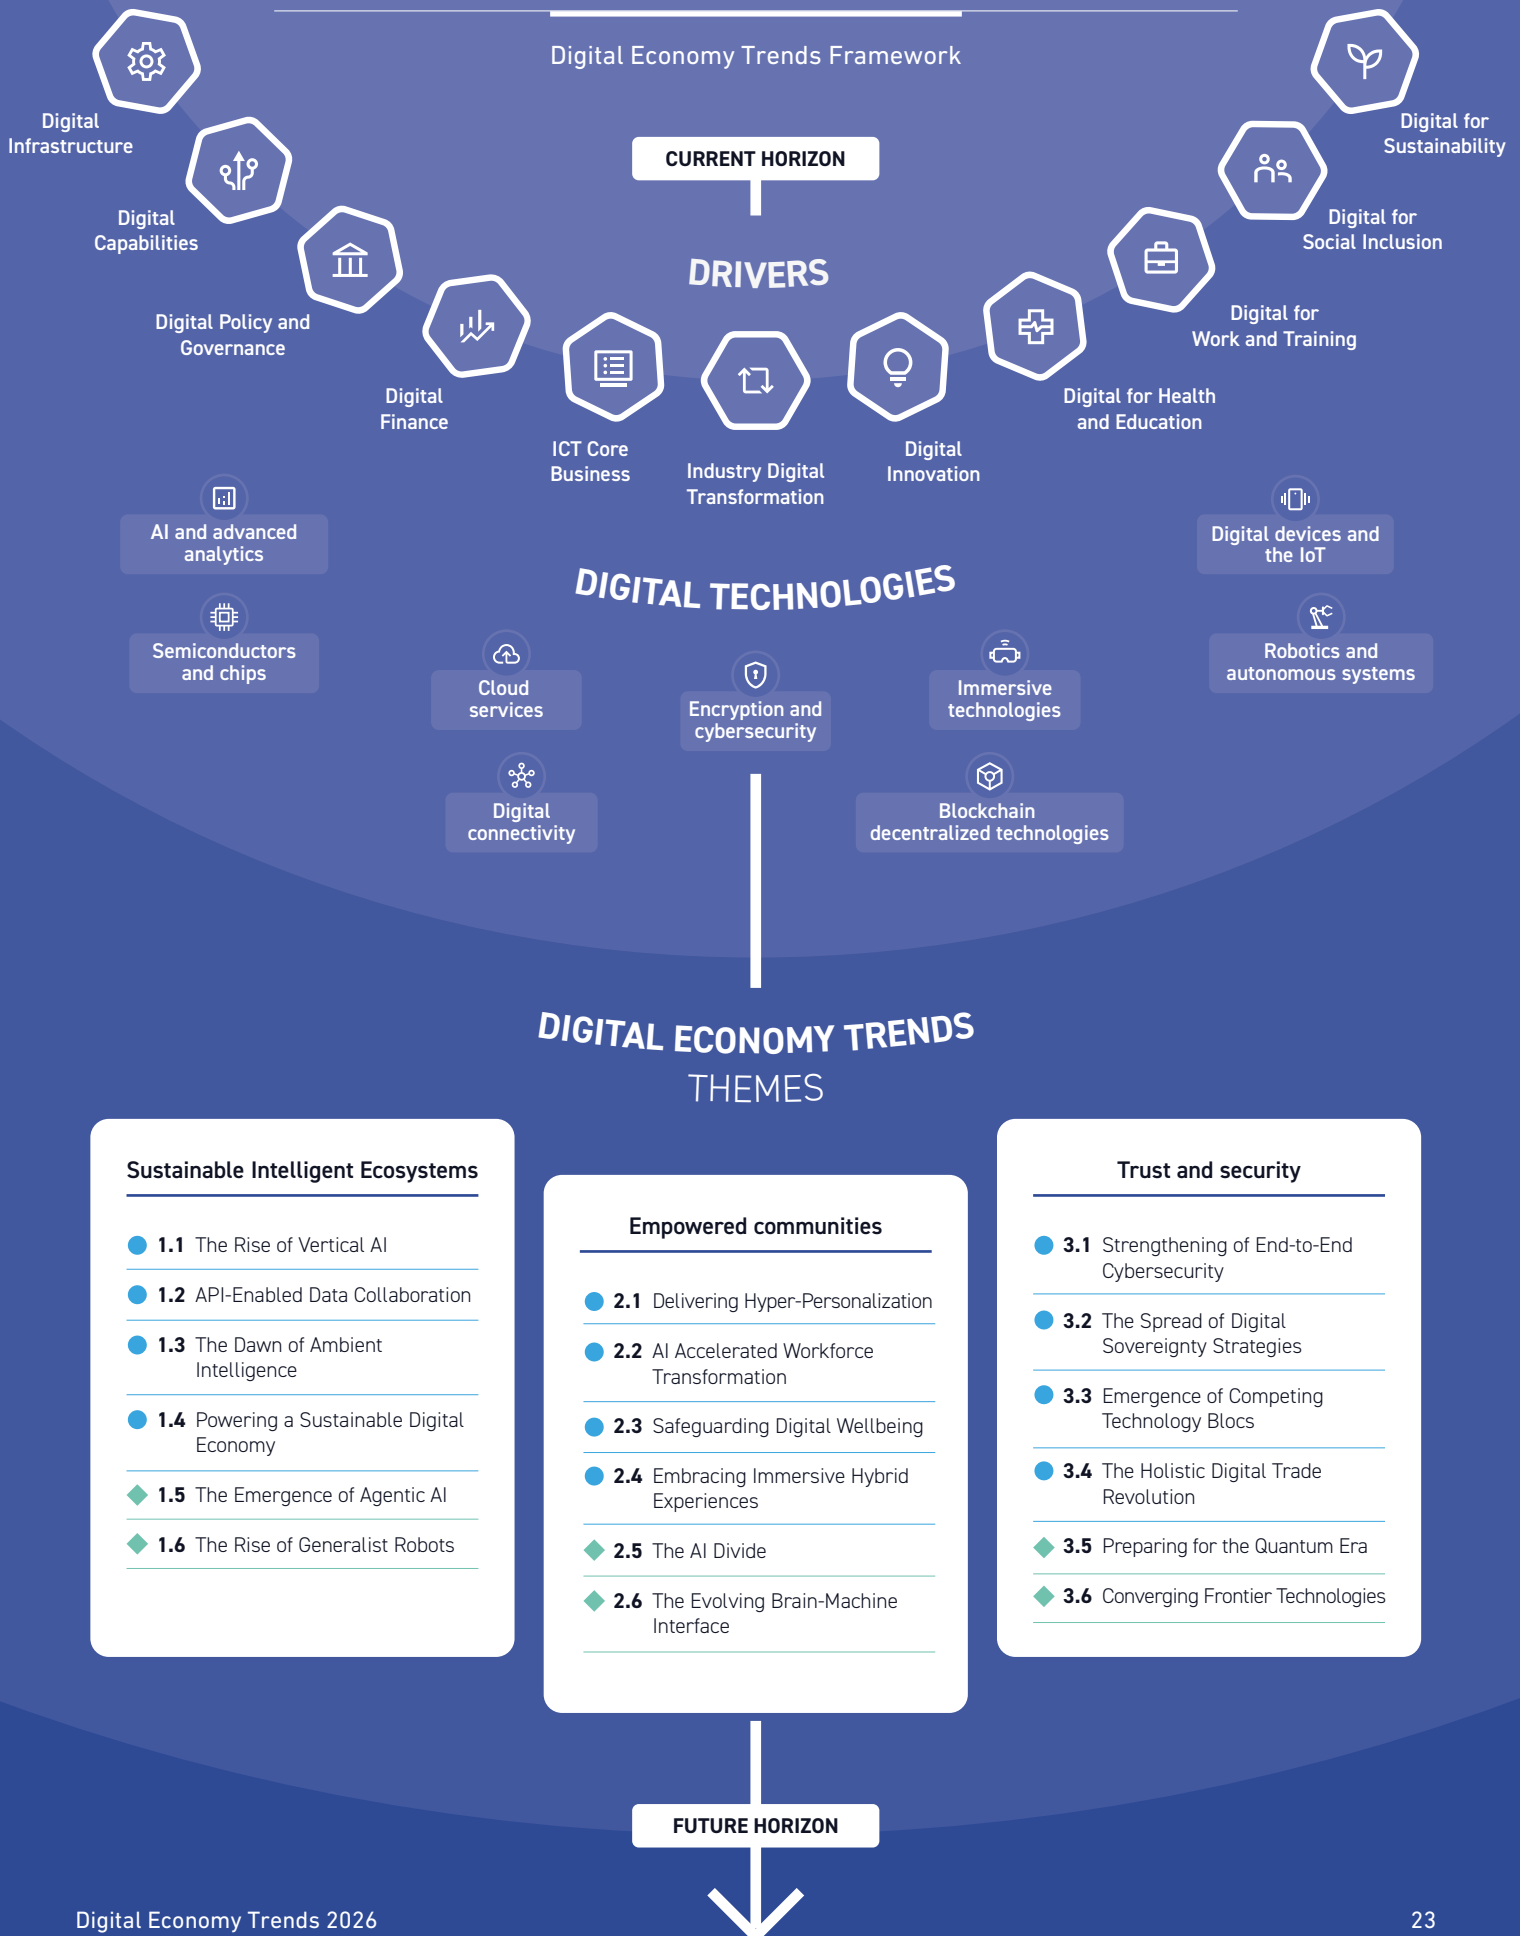 Digital Economy Trends Framework
CURRENT HORIZON
DRIVERS
Digital
Infrastructure
Digital
Capabilities
Digital Policy and
Governance
Digital
Finance
ICT Core
Business
Industry Digital
Transformation
Digital
Innovation
Digital for Health
and Education
Digital for
Work and Training
Digital for
Social Inclusion
Digital for
Sustainability
DIGITAL TECHNOLOGIES
AI and advanced
analytics
Semiconductors
and chips
Cloud
services
Digital
connectivity
Encryption and
cybersecurity
Immersive
technologies
Blockchain
decentralized technologies
Digital devices and
the IoT
Robotics and
autonomous systems
DIGITAL ECONOMY TRENDS
THEMES
Sustainable Intelligent Ecosystems
1.1 The Rise of Vertical AI
1.2 API-Enabled Data Collaboration
1.3 The Dawn of Ambient
Intelligence
1.4 Powering a Sustainable Digital
Economy
1.5 The Emergence of Agentic AI
1.6 The Rise of Generalist Robots
Empowered communities
2.1 Delivering Hyper-Personalization
2.2 AI Accelerated Workforce
Transformation
2.3 Safeguarding Digital Wellbeing
2.4 Embracing Immersive Hybrid
Experiences
2.5 The AI Divide
2.6 The Evolving Brain-Machine
Interface
Trust and security
3.1 Strengthening of End-to-End
Cybersecurity
3.2 The Spread of Digital
Sovereignty Strategies
3.3 Emergence of Competing
Technology Blocs
3.4 The Holistic Digital Trade
Revolution
3.5 Preparing for the Quantum Era
3.6 Converging Frontier Technologies
FUTURE HORIZON
Digital Economy Trends 2026
23